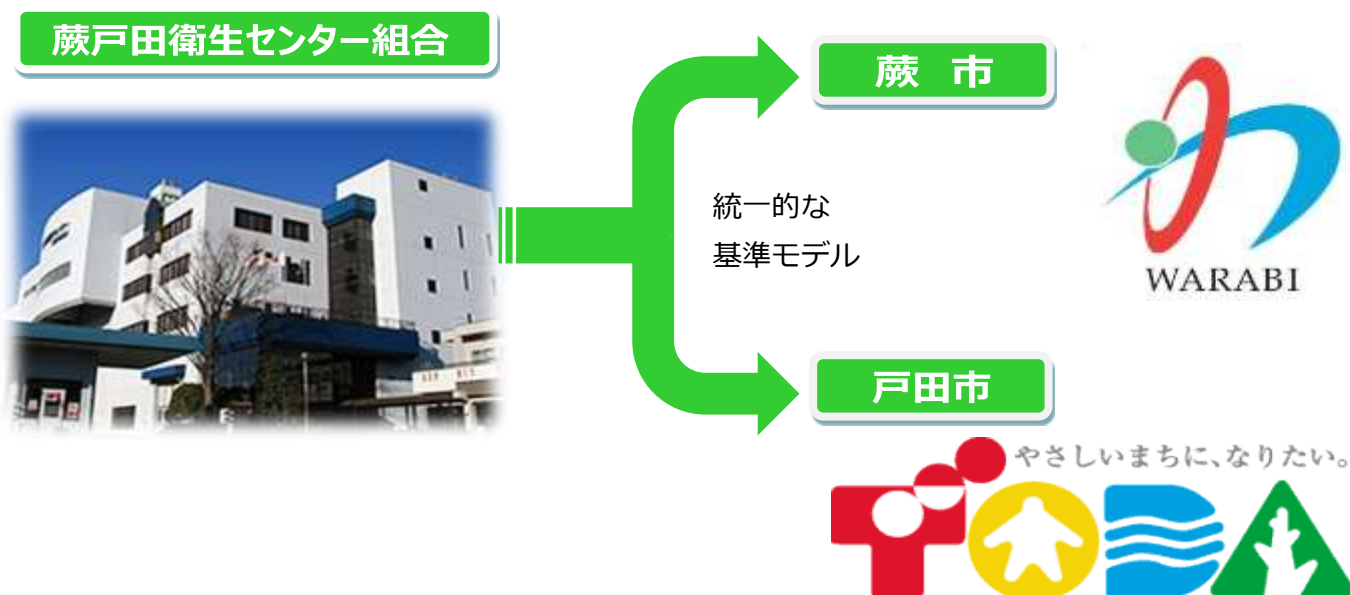 蕨戸田衛生センター組合
蕨 市
統一的な
基準モデル
WARABI
戸田市
やさしいまちに、なりたい。
TODA